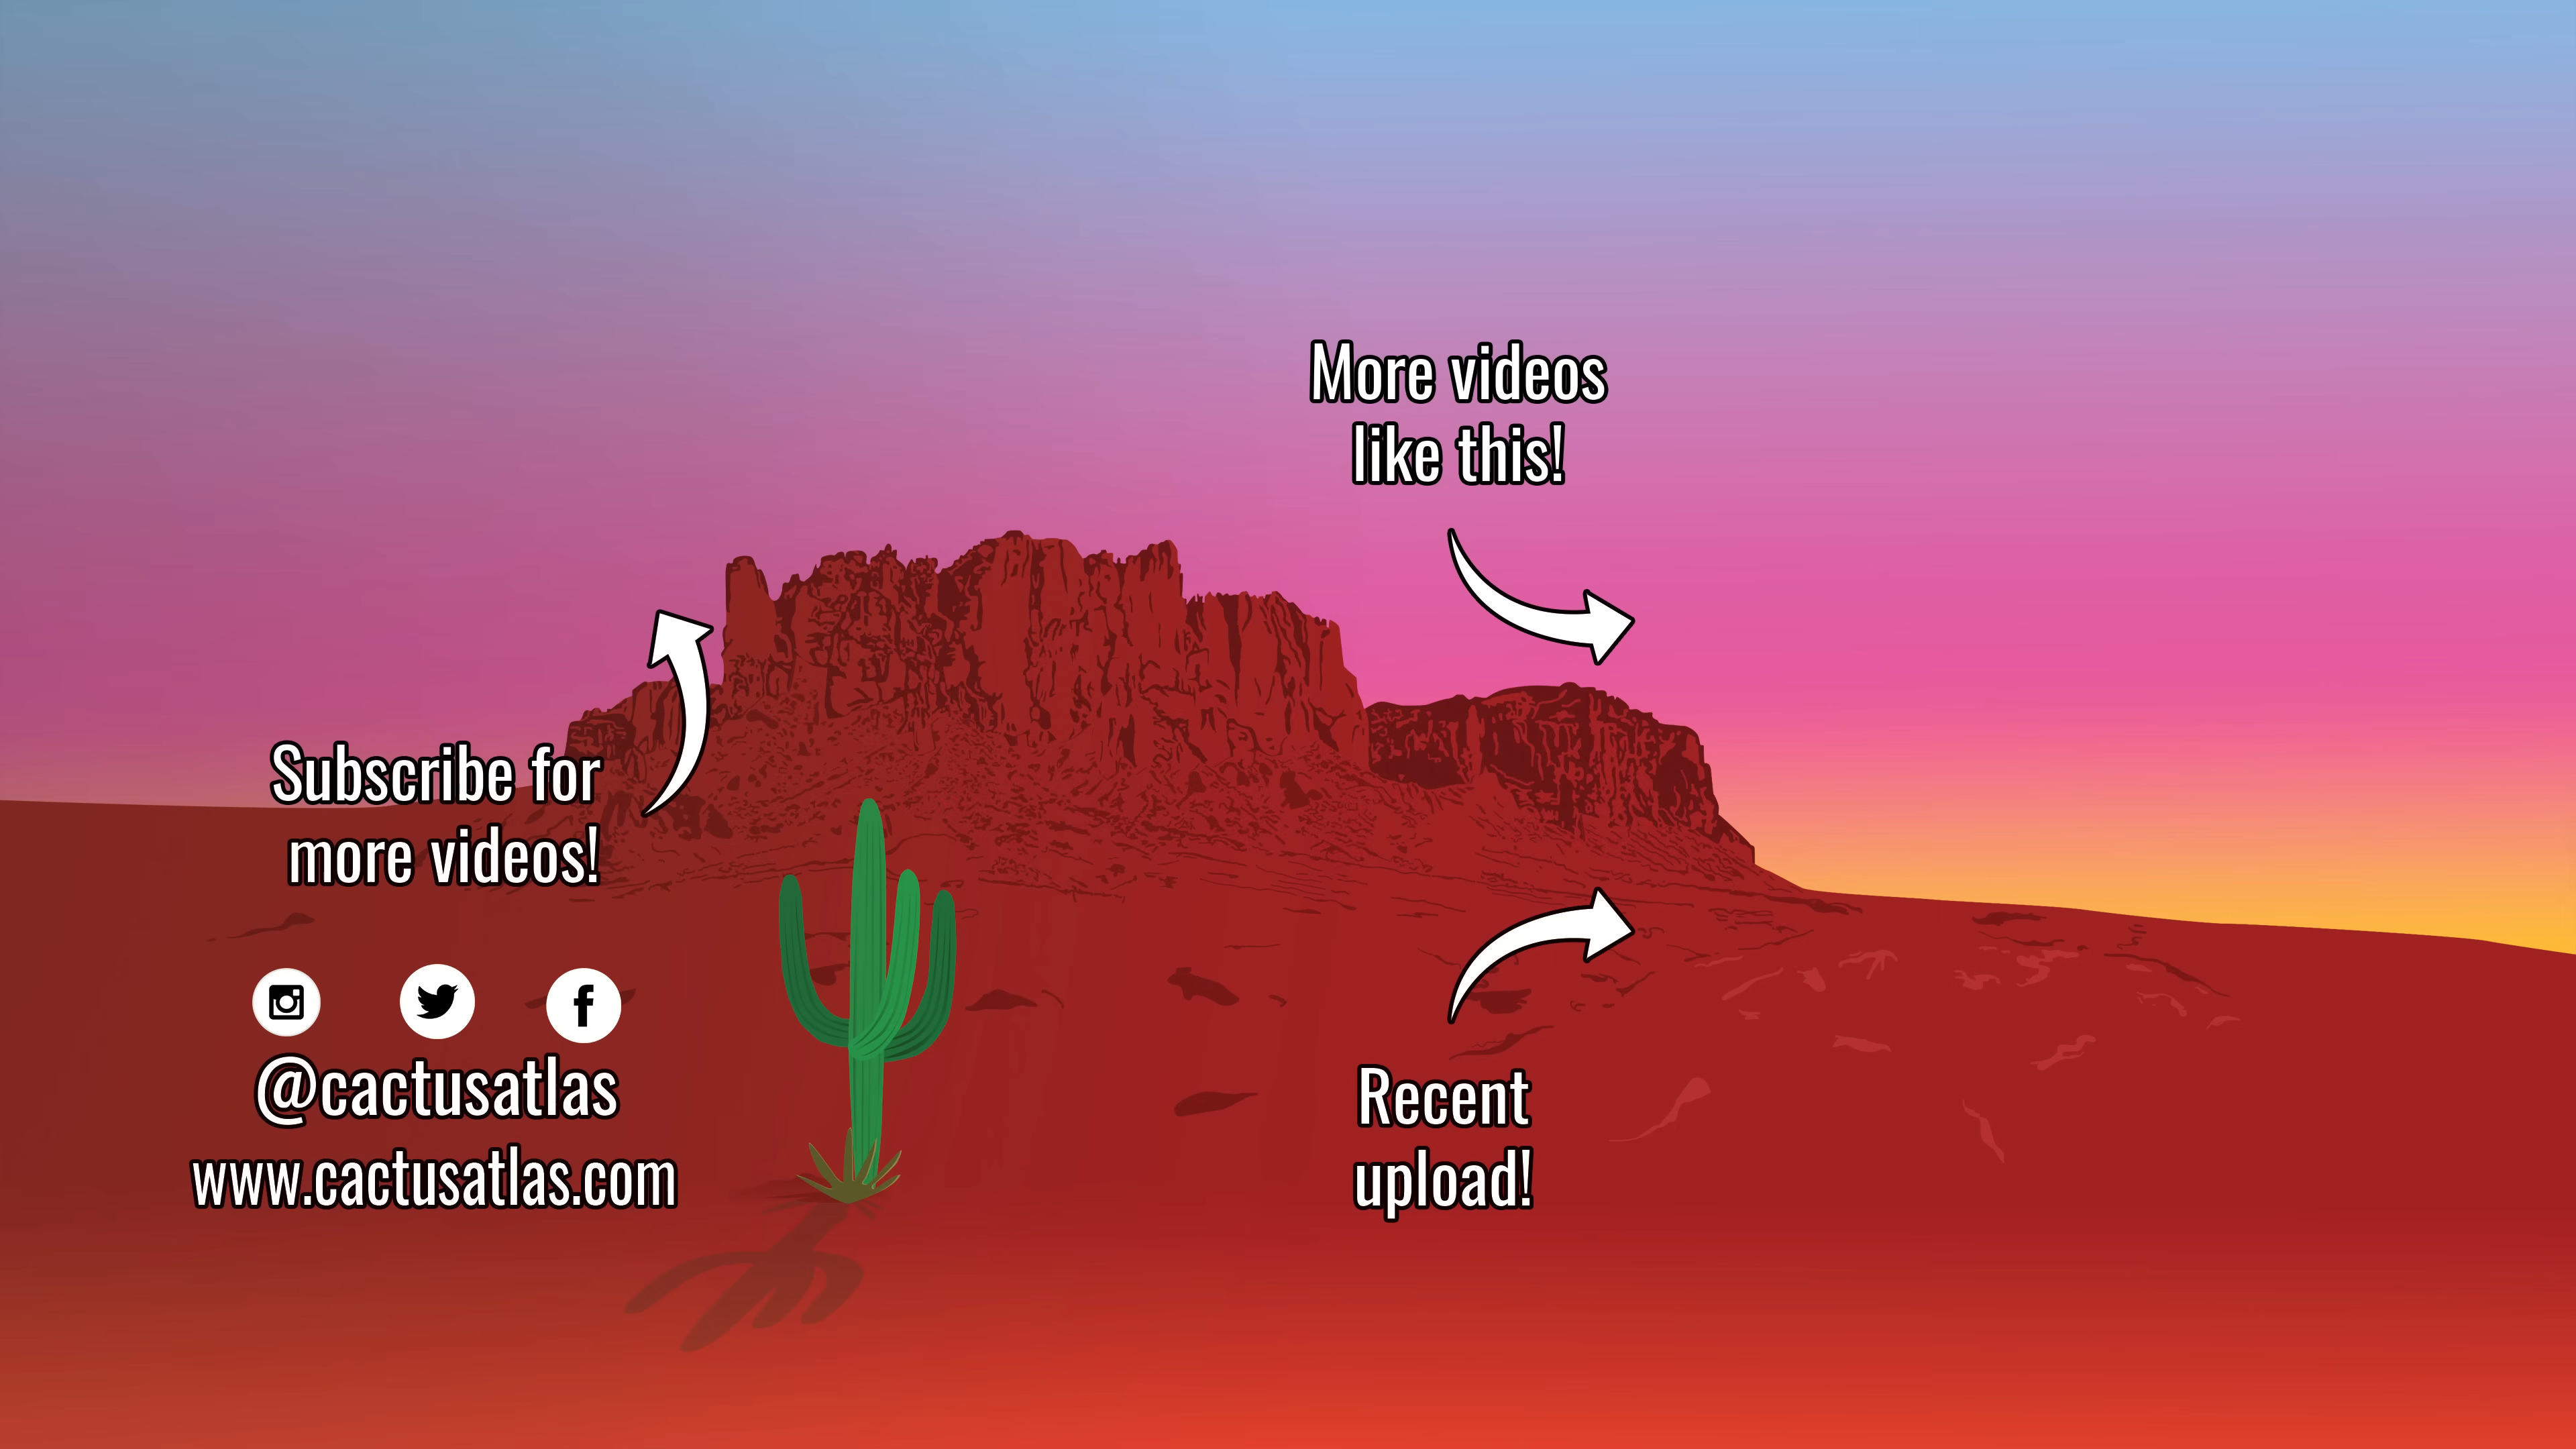 More videos
like this!
Subscribe for
more videos!
@cactusatlas
www.cactusatlas.com
Recent
upload!